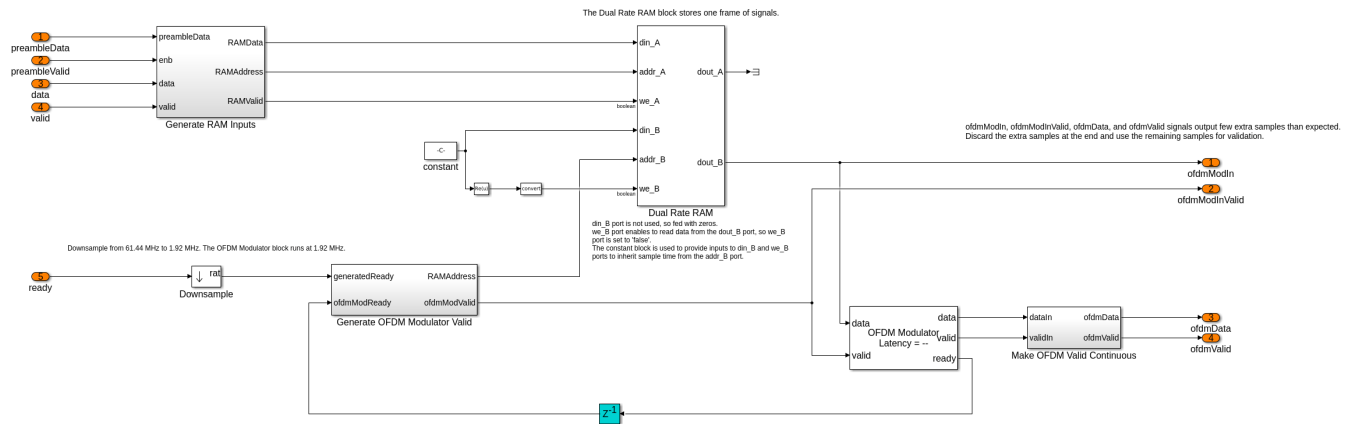 The Dual Rate RAM block stores one frame of signals.
1
preambleData
2
preambleValid
3
data
4
valid
preambleData
enb
data
valid
RAMData
RAMAddress
RAMValid
Generate RAM Inputs
din_A
addr_A
we_A
boolean
din_B
addr_B
we_B
boolean
dout_A
dout_B
Dual Rate RAM
-C-
constant
Re(u)
convert
din_B port is not used, so fed with zeros.
we_B port enables to read data from the dout_B port, so we_B
port is set to 'false'.
The constant block is used to provide inputs to din_B and we_B
ports to inherit sample time from the addr_B port.
ofdmModIn, ofdmModInValid, ofdmData, and ofdmValid signals output few extra samples than expected.
Discard the extra samples at the end and use the remaining samples for validation.
1
ofdmModIn
2
ofdmModInValid
Downsample from 61.44 MHz to 1.92 MHz. The OFDM Modulator block runs at 1.92 MHz.
5
ready
rat
Downsample
generatedReady
ofdmModReady
RAMAddress
ofdmModValid
Generate OFDM Modulator Valid
data
valid
OFDM Modulator
Latency = --
data
valid
ready
dataIn
validIn
ofdmData
ofdmValid
Make OFDM Valid Continuous
3
ofdmData
4
ofdmValid
Z-1